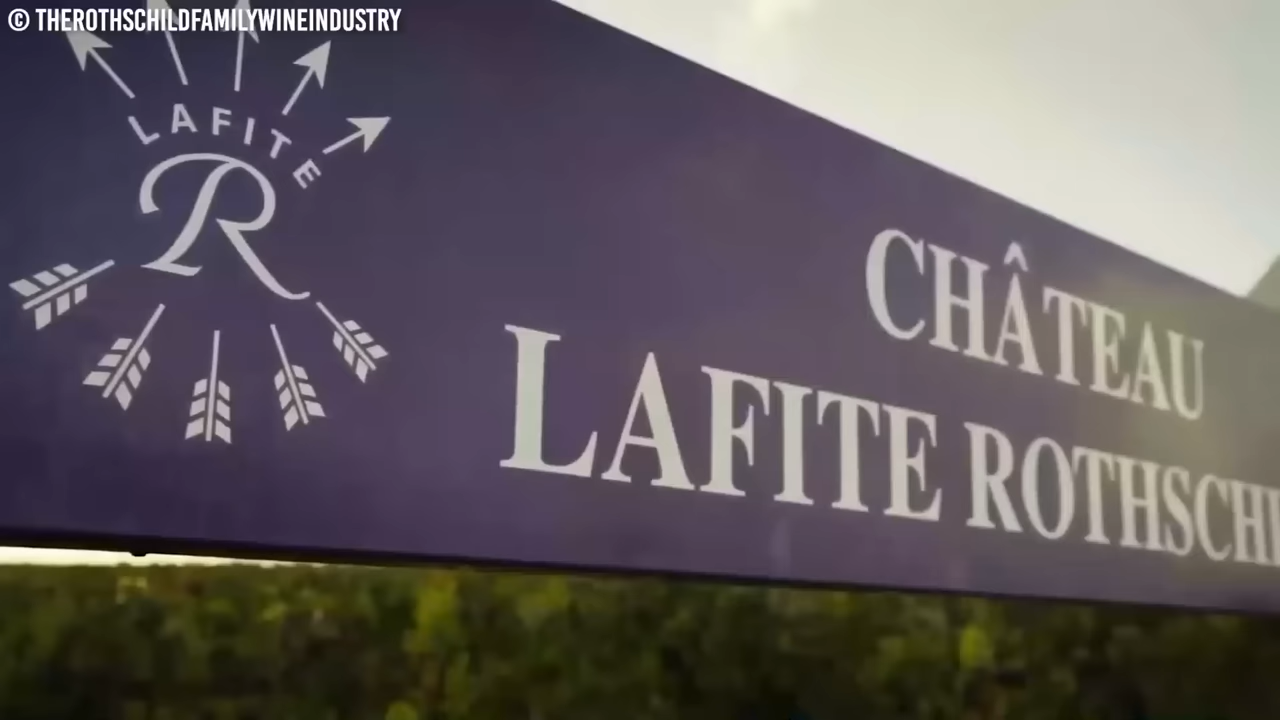 © THEROTHSCHILDFAMILYWINEINDUSTRY
LAFITE
R
CHÂTEAU
LAFITE ROTHSCHI